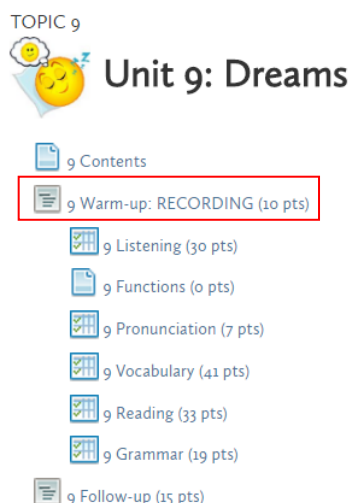 TOPIC 9
Unit 9: Dreams
9 Contents
9 Warm-up: RECORDING (10 pts)
9 Listening (30 pts)
9 Functions (0 pts)
9 Pronunciation (7 pts)
9 Vocabulary (41 pts)
9 Reading (33 pts)
9 Grammar (19 pts)
9 Follow-up (15 pts)